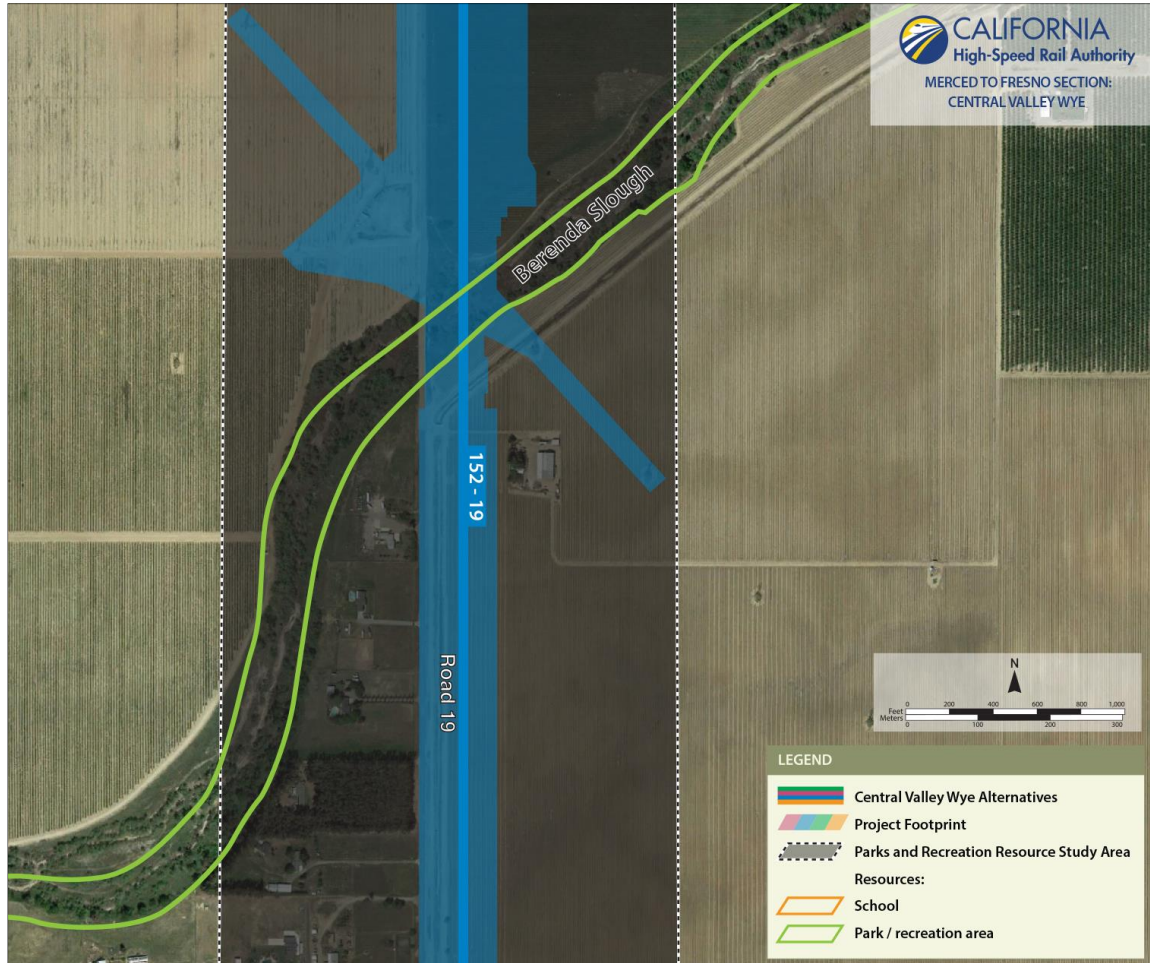 CALIFORNIA
High-Speed Rail Authority
MERCED TO FRESNO SECTION:
CENTRAL VALLEY WYE
Berenda Slough
152 - 19
Road 19
N
Feet 0 200 400 600 800 1,000
Meters 0 100 200 300
LEGEND
Central Valley Wye Alternatives
Project Footprint
Parks and Recreation Resource Study Area
Resources:
School
Park / recreation area